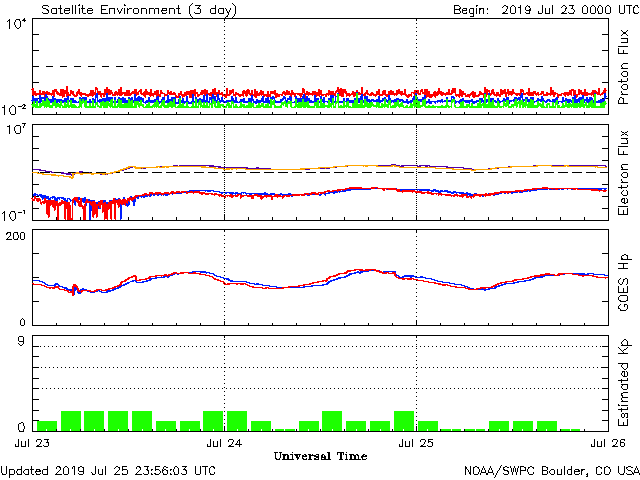 Satellite Environment (3 day)
Begin: 2019 Jul 23 0000 UTC
10⁴
10⁻²
Proton Flux
10⁷
10⁻¹
Electron Flux
200
0
GOES Hp
9
0
Estimated Kp
Jul 23
Jul 24
Jul 25
Jul 26
Universal Time
Updated 2019 Jul 25 23:56:03 UTC
NOAA/SWPC Boulder, CO USA